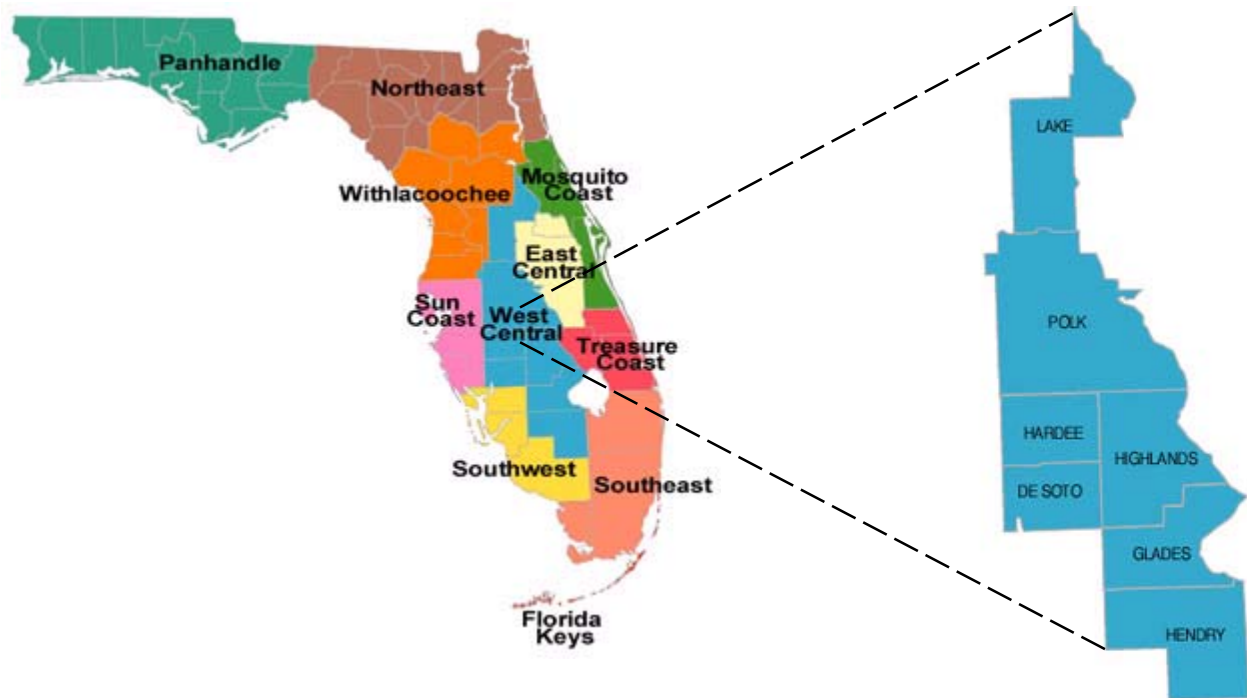 Panhandle
Northeast
Mosquito
Coast
Withlacoochee
East
Central
Sun
Coast
West
Central
Treasure
Coast
Southwest
Southeast
Florida
Keys
LAKE
POLK
HARDEE
HIGHLANDS
DE SOTO
GLADES
HENDRY